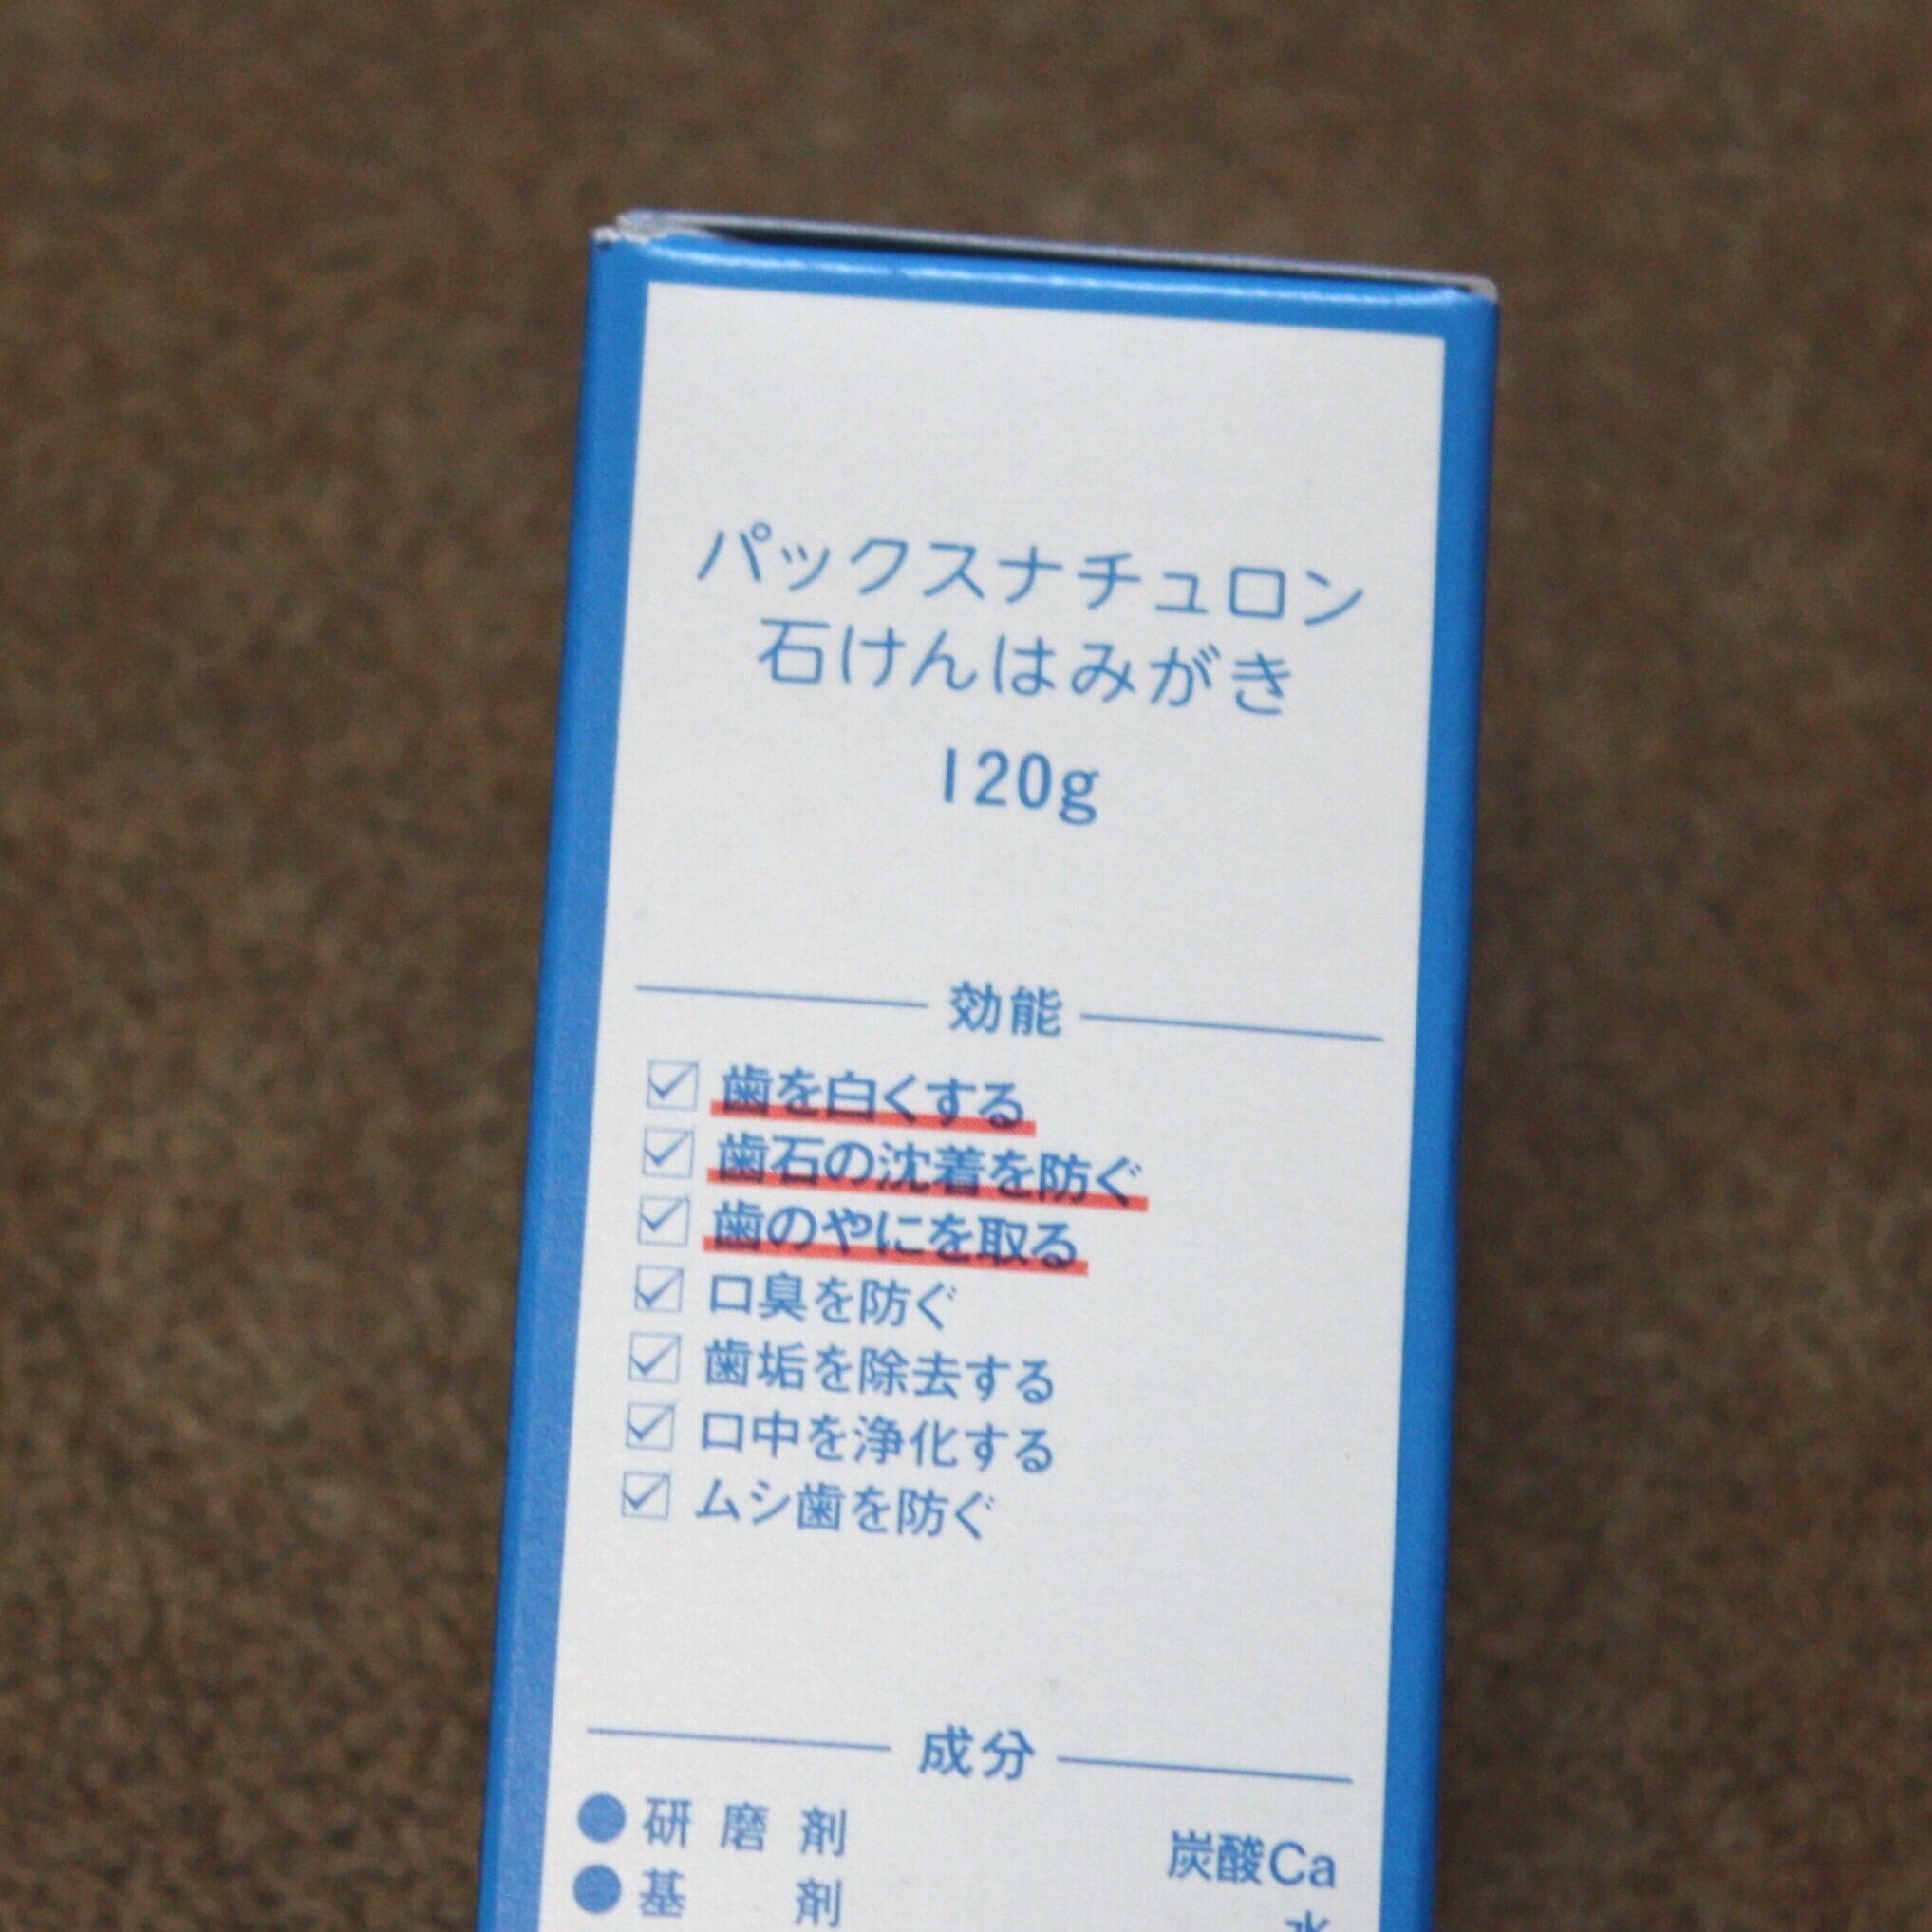 パックスナチュロン
石けんはみがき
120g
効能
歯を白くする
歯石の沈着を防ぐ
歯のやにを取る
口臭を防ぐ
歯垢を除去する
口中を浄化する
ムシ歯を防ぐ
成分
●研磨剤 炭酸Ca
●基剤 水